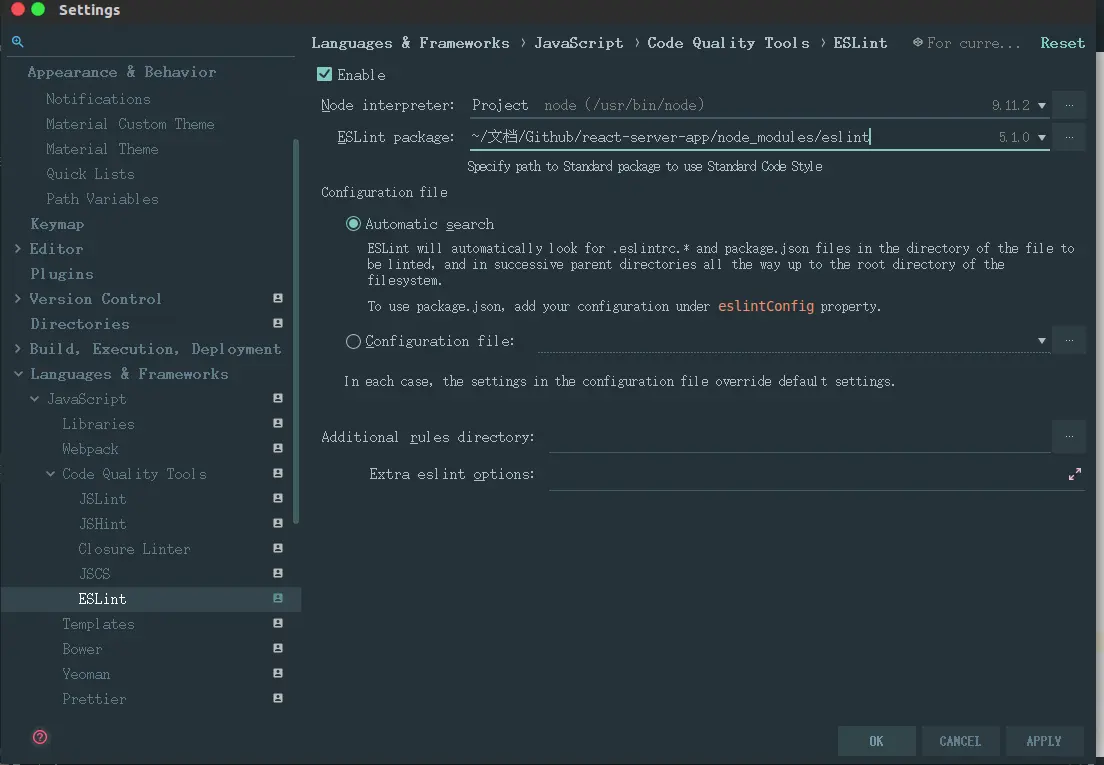 Settings
Languages & Frameworks › JavaScript › Code Quality Tools › ESLint
For curre...
Reset
Appearance & Behavior
Notifications
Material Custom Theme
Material Theme
Quick Lists
Path Variables
Keymap
Editor
Plugins
Version Control
Directories
Build, Execution, Deployment
Languages & Frameworks
JavaScript
Libraries
Webpack
Code Quality Tools
JSLint
JSHint
Closure Linter
JSCS
ESLint
Templates
Bower
Yeoman
Prettier
Enable
Node interpreter: Project node (/usr/bin/node) 9.11.2 ...
ESLint package: ~/文档/Github/react-server-app/node_modules/eslint 5.1.0 ...
Specify path to Standard package to use Standard Code Style
Configuration file
Automatic search
ESLint will automatically look for .eslintrc.* and package.json files in the directory of the file to
be linted, and in successive parent directories all the way up to the root directory of the
filesystem.
To use package.json, add your configuration under eslintConfig property.
Configuration file: ...
In each case, the settings in the configuration file override default settings.
Additional rules directory: ...
Extra eslint options:
?
OK
CANCEL
APPLY